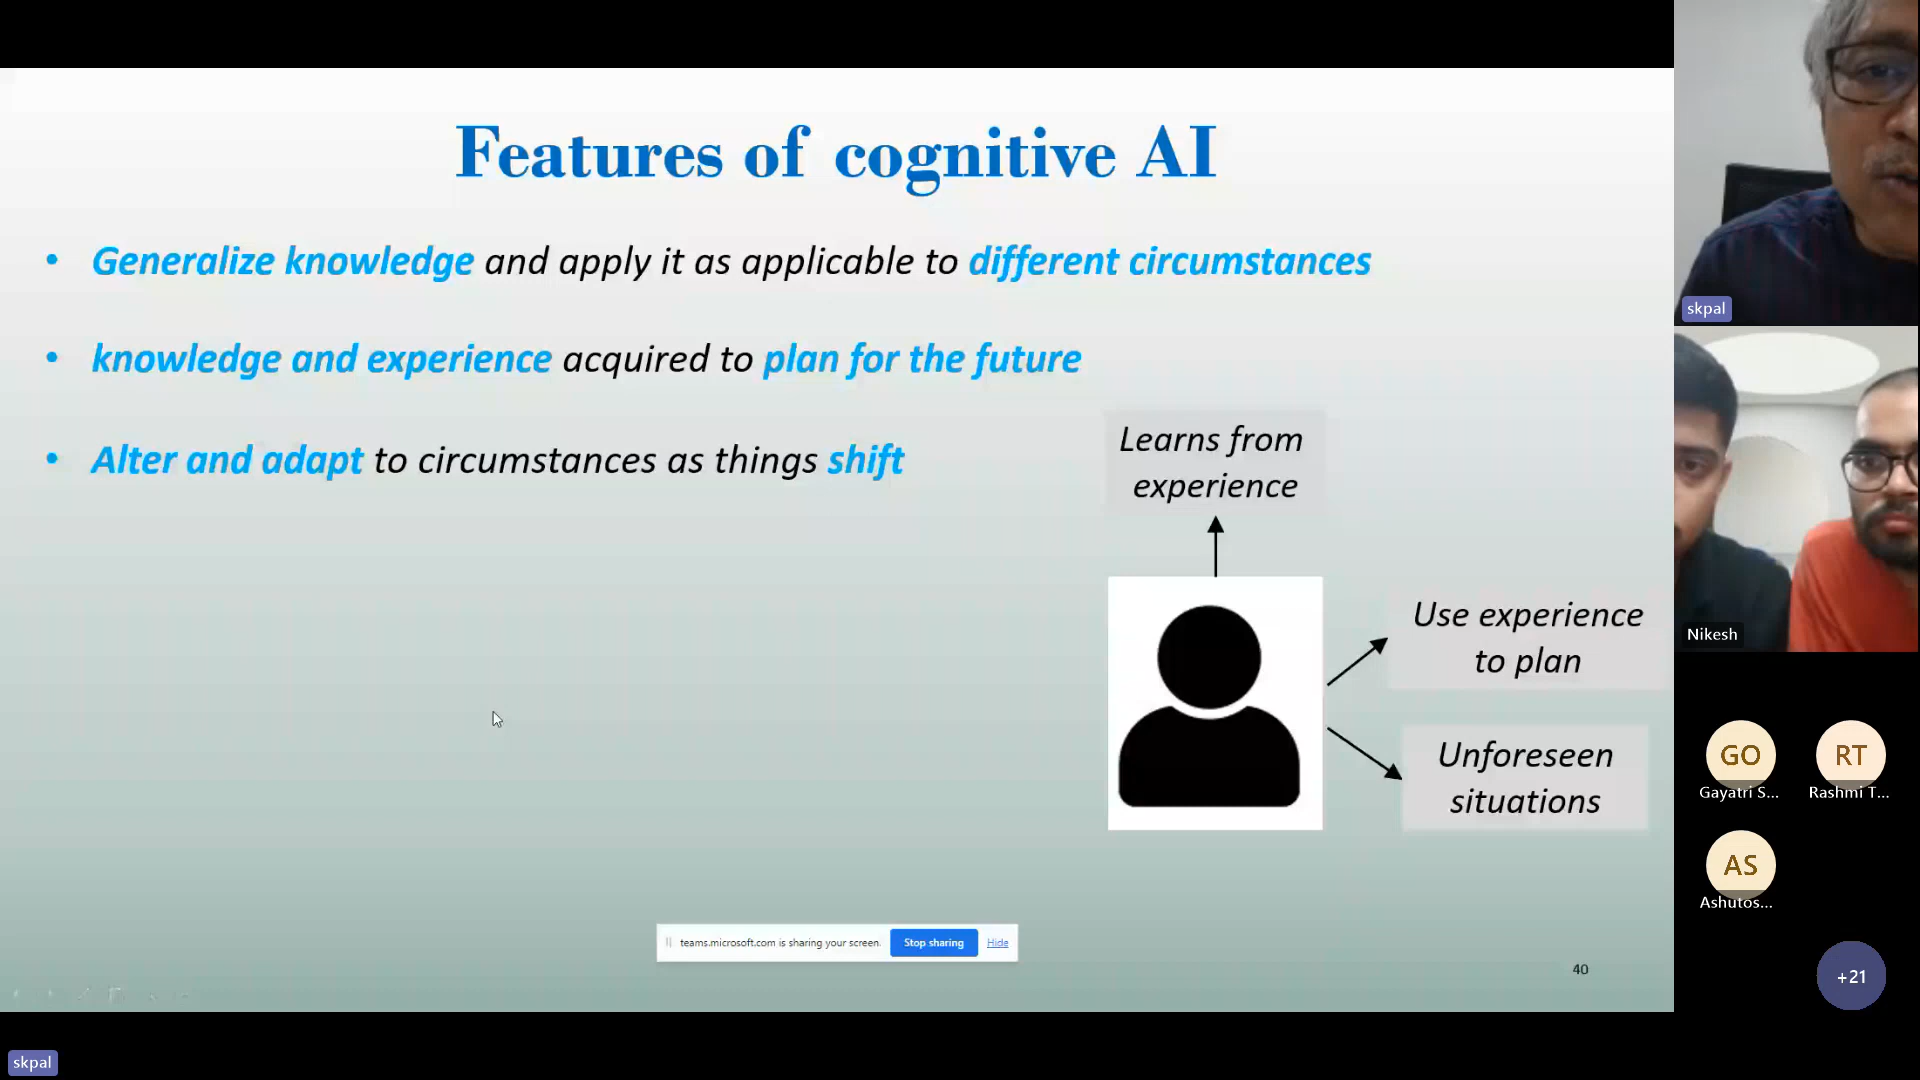 Features of cognitive AI
• Generalize knowledge and apply it as applicable to different circumstances
• knowledge and experience acquired to plan for the future
• Alter and adapt to circumstances as things shift
Learns from
experience
Use experience
to plan
Unforeseen
situations
teams.microsoft.com is sharing your screen. Stop sharing Hide
40
skpal
Nikesh
GO
Gayatri S...
RT
Rashmi T...
AS
Ashutos...
+21
skpal